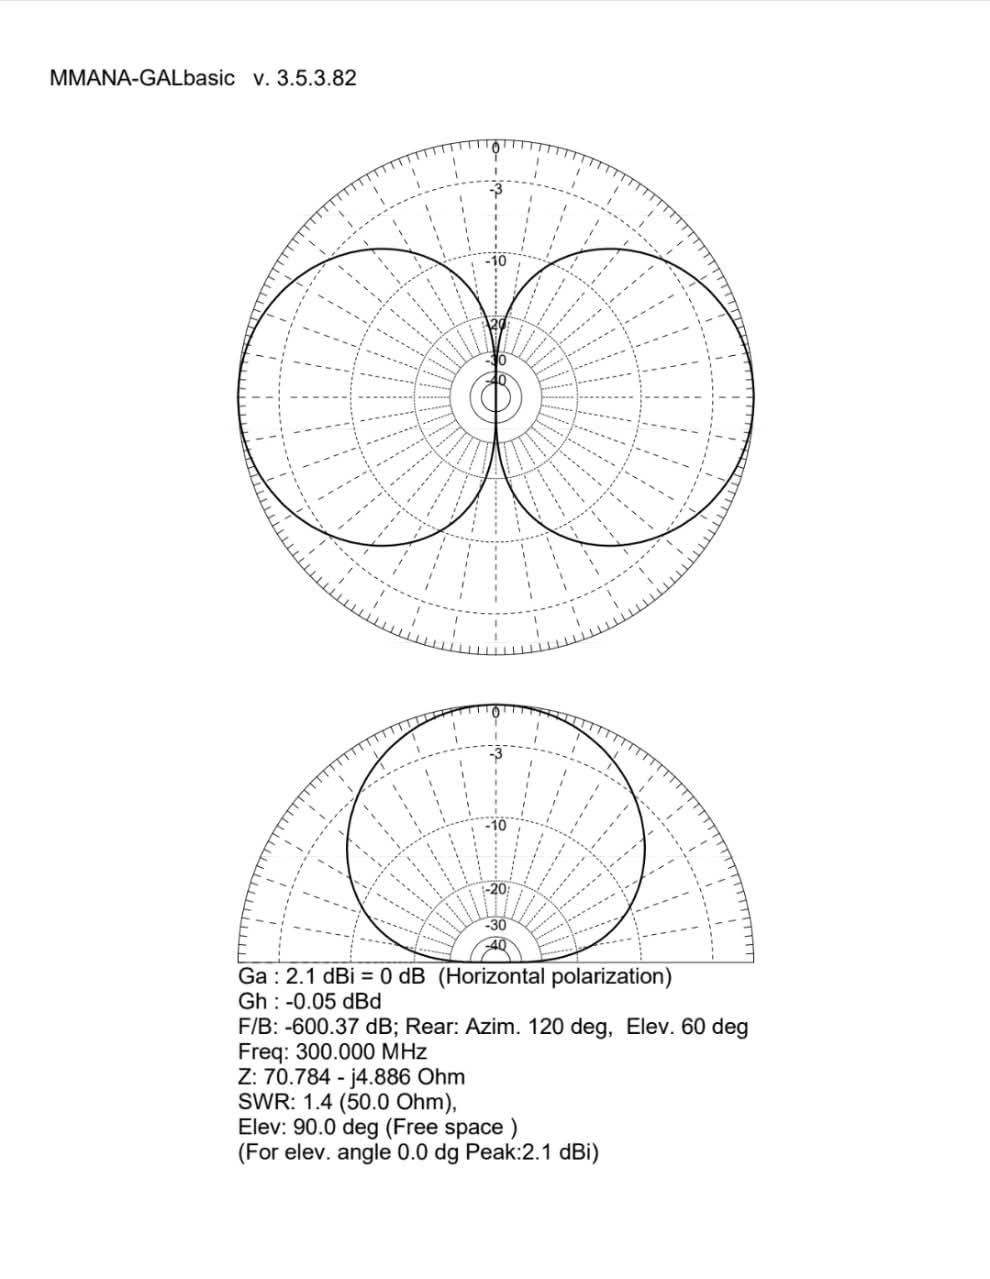 MMANA-GALbasic v. 3.5.3.82
0
-3
-10
-20
-30
-40
0
-3
-10
-20
-30
-40
Ga : 2.1 dBi = 0 dB (Horizontal polarization)
Gh : -0.05 dBd
F/B: -600.37 dB; Rear: Azim. 120 deg, Elev. 60 deg
Freq: 300.000 MHz
Z: 70.784 - j4.886 Ohm
SWR: 1.4 (50.0 Ohm),
Elev: 90.0 deg (Free space )
(For elev. angle 0.0 dg Peak:2.1 dBi)